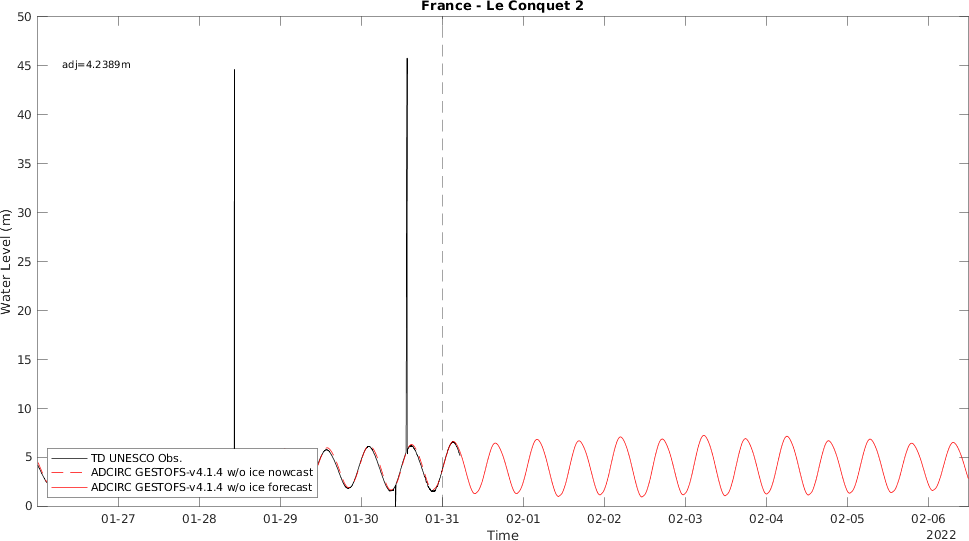 France - Le Conquet 2
50
45
40
35
30
25
20
15
10
5
0
Water Level (m)
adj=4.2389m
TD UNESCO Obs.
ADCIRC GESTOFS-v4.1.4 w/o ice nowcast
ADCIRC GESTOFS-v4.1.4 w/o ice forecast
01-27 01-28 01-29 01-30 01-31 02-01 02-02 02-03 02-04 02-05 02-06
2022
Time